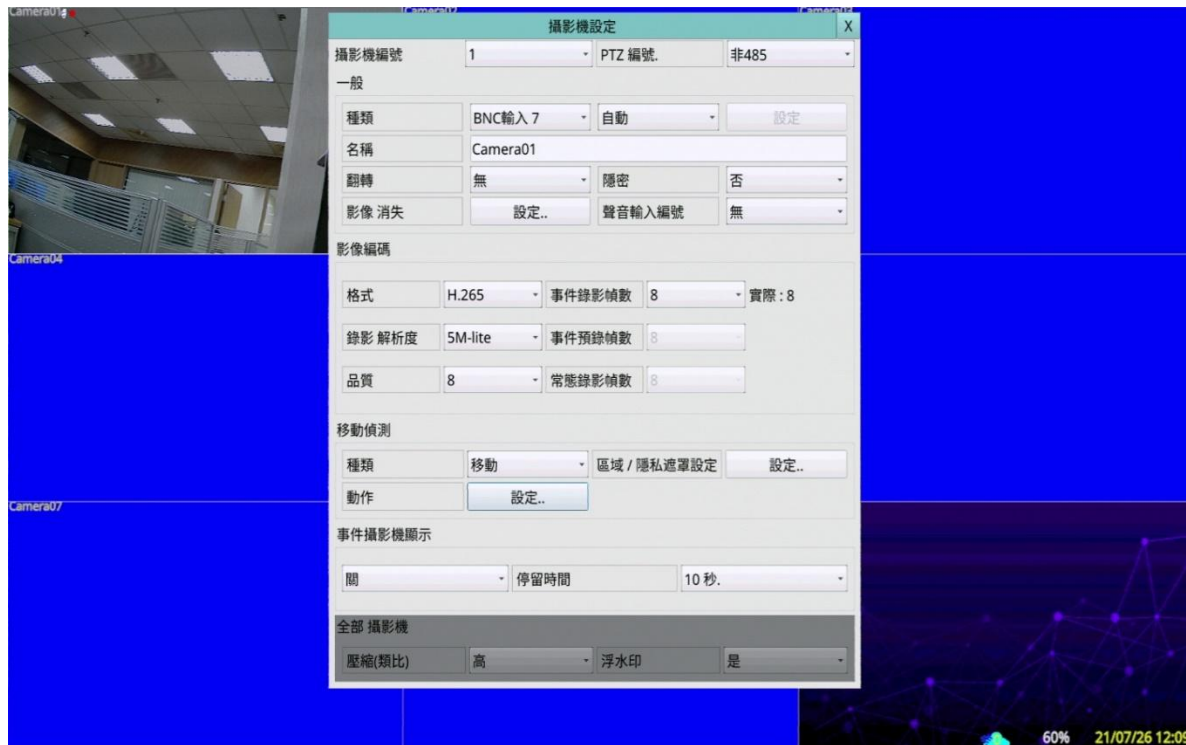 Camera01
攝影機設定 X
攝影機編號 1 PTZ 編號. 非485
一般
種類 BNC輸入 7 自動 設定
名稱 Camera01
翻轉 無 隱密 否
影像 消失 設定.. 聲音輸入編號 無
影像編碼
Camera04
格式 H.265 事件錄影幀數 8 實際 : 8
錄影 解析度 5M-lite 事件預錄幀數 8
品質 8 常態錄影幀數 8
移動偵測
種類 移動 區域 / 隱私遮罩設定 設定..
動作 設定..
Camera07
事件攝影機顯示
關 停留時間 10 秒.
全部 攝影機
壓縮(類比) 高 浮水印 是
60% 21/07/26 12:09